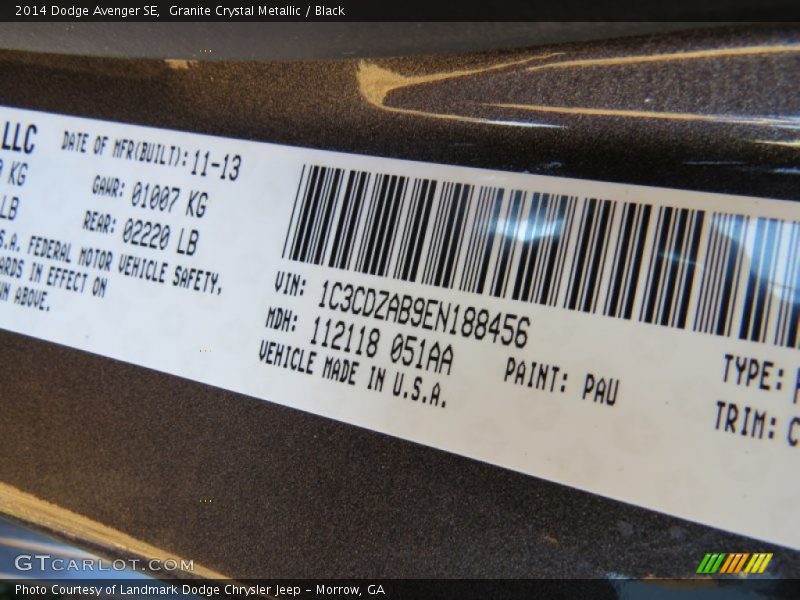 2014 Dodge Avenger SE, Granite Crystal Metallic / Black
LLC
DATE OF MFR(BUILT): 11-13
KG
GAWR: 01007 KG
LB
REAR: 02220 LB
S.A. FEDERAL MOTOR VEHICLE SAFETY,
ARDS IN EFFECT ON
ABOVE.
VIN: 1C3CDZAB9EN188456
MDH: 112118 051AA
VEHICLE MADE IN U.S.A.
PAINT: PAU
TYPE:
TRIM:
GTCARLOT.COM
Photo Courtesy of Landmark Dodge Chrysler Jeep – Morrow, GA